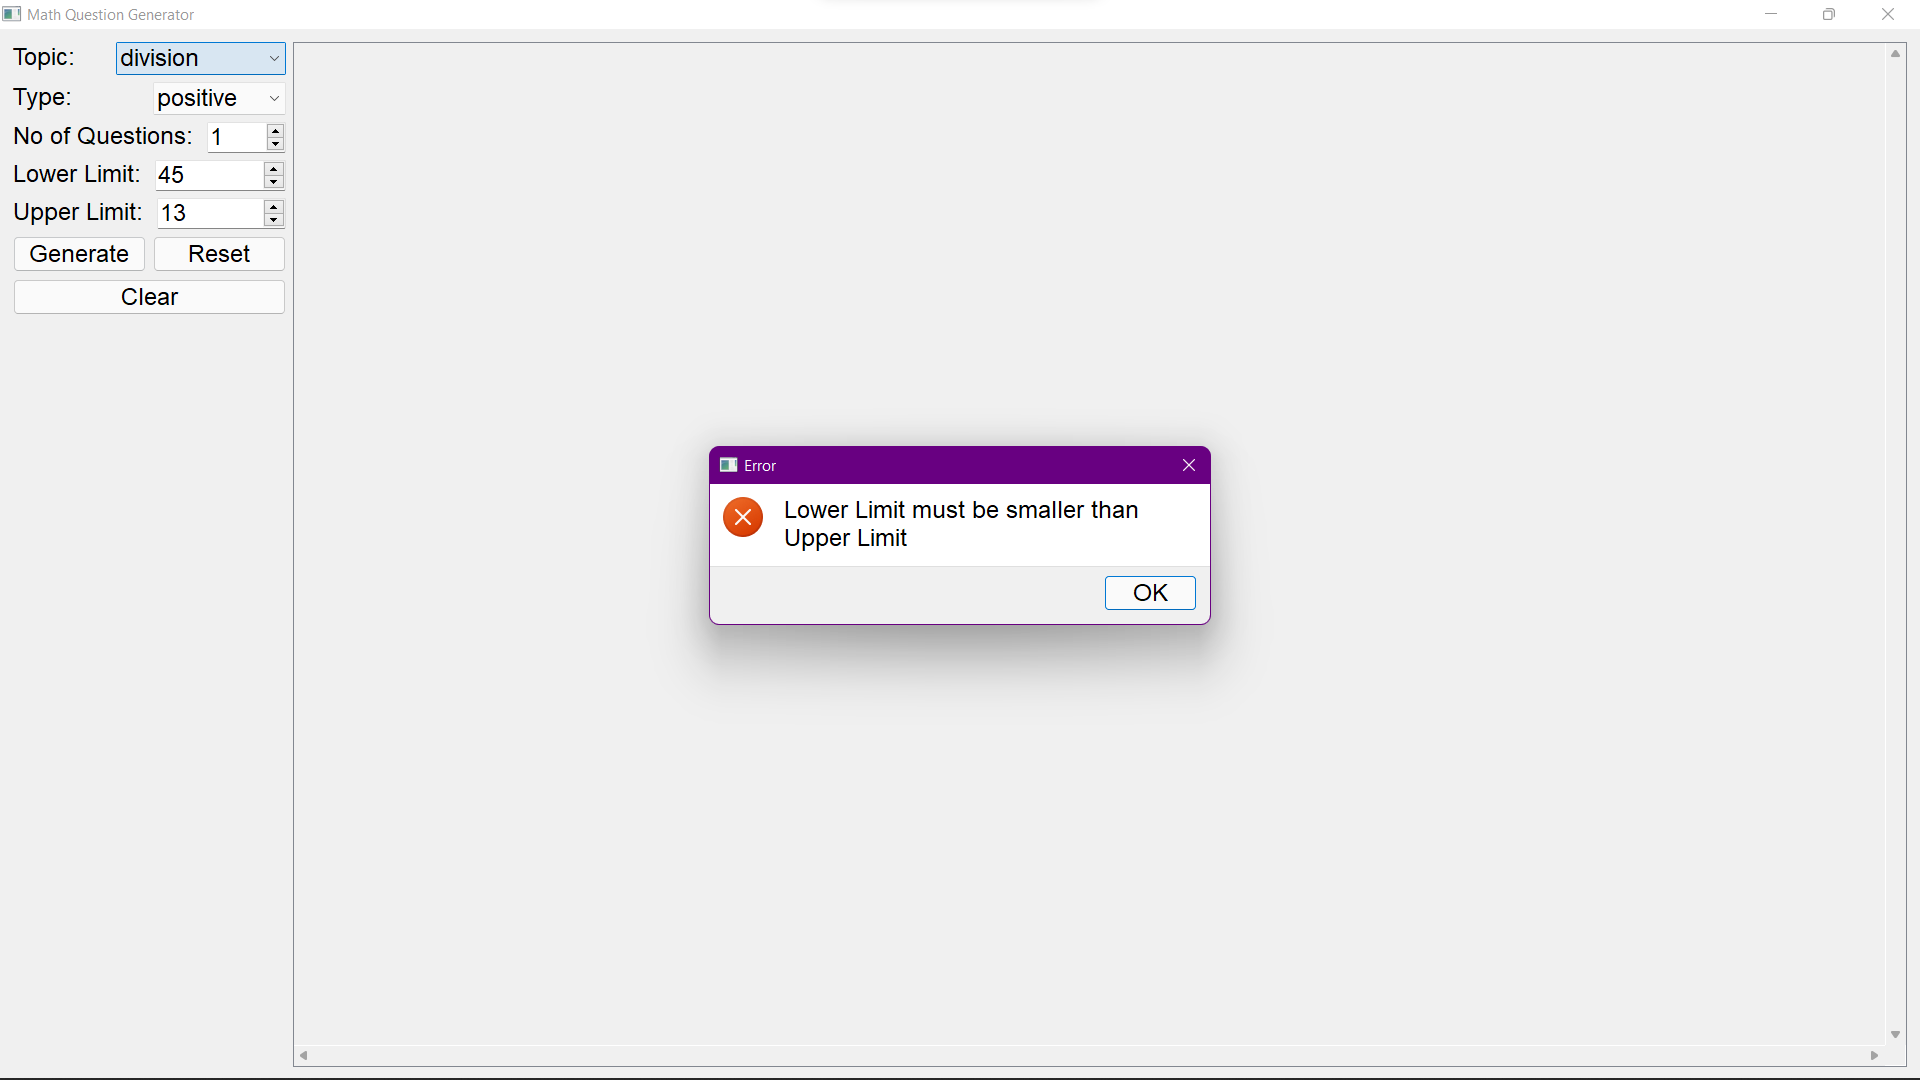 Math Question Generator
Topic: division
Type: positive
No of Questions: 1
Lower Limit: 45
Upper Limit: 13
Generate Reset
Clear
Error
Lower Limit must be smaller than
Upper Limit
OK